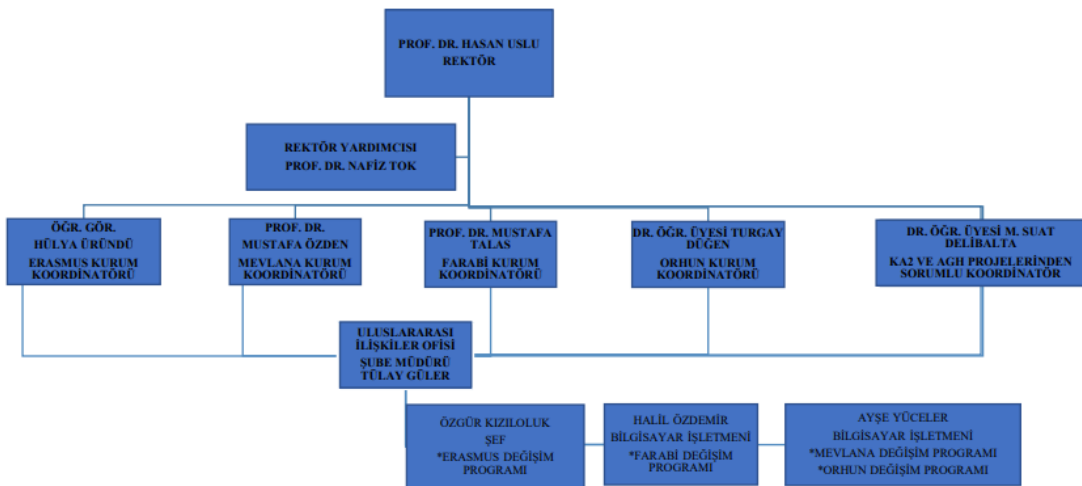 PROF. DR. HASAN USLU
REKTÖR
REKTÖR YARDIMCISI
PROF. DR. NAFİZ TOK
ÖĞR. GÖR.
HÜLYA ÜRÜNDÜ
ERASMUS KURUM
KOORDİNATÖRÜ
PROF. DR.
MUSTAFA ÖZDEN
MEVLANA KURUM
KOORDİNATÖRÜ
PROF. DR. MUSTAFA
TALAS
FARABİ KURUM
KOORDİNATÖRÜ
DR. ÖĞR. ÜYESİ TURGAY
DÜĞEN
ORHUN KURUM
KOORDİNATÖRÜ
DR. ÖĞR. ÜYESİ M. SUAT
DELİBALTA
KA2 VE AGH PROJELERİNDEN
SORUMLU KOORDİNATÖR
ULUSLARARASI
İLİŞKİLER OFİSİ
ŞUBE MÜDÜRÜ
TÜLAY GÜLER
ÖZGÜR KIZILOLUK
ŞEF
*ERASMUS DEĞİŞİM
PROGRAMI
HALİL ÖZDEMİR
BİLGİSAYAR İŞLETMENİ
*FARABİ DEĞİŞİM
PROGRAMI
AYŞE YÜCELER
BİLGİSAYAR İŞLETMENİ
*MEVLANA DEĞİŞİM PROGRAMI
*ORHUN DEĞİŞİM PROGRAMI